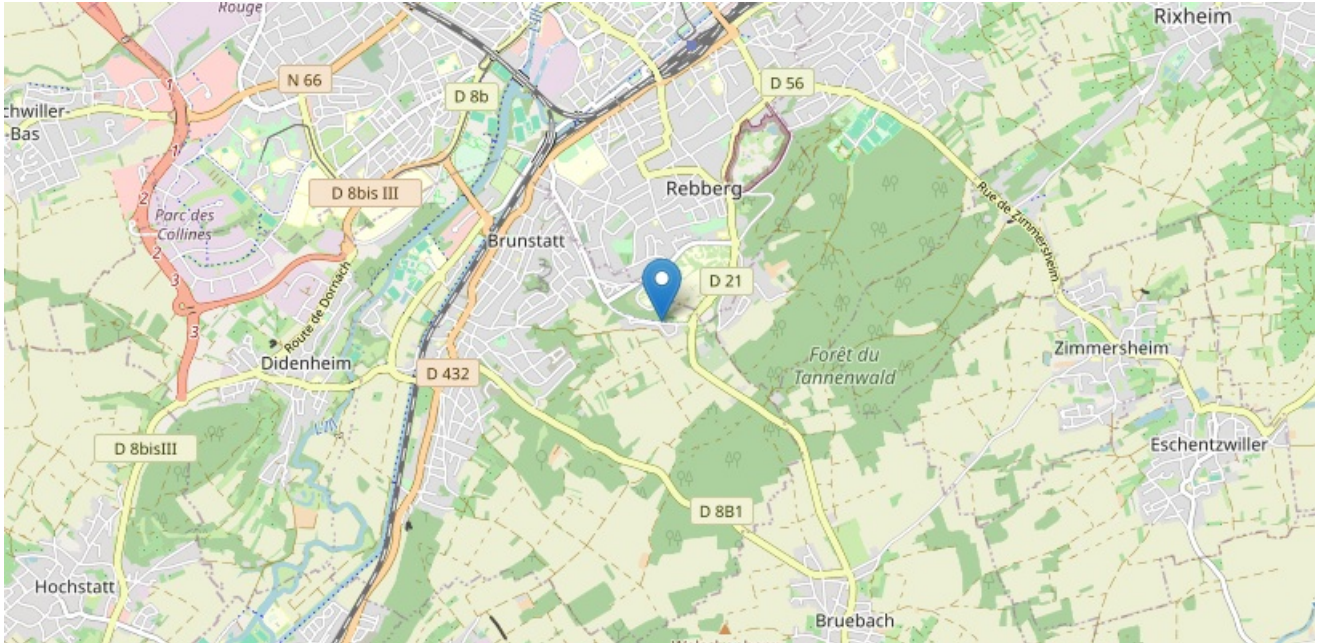 Rouge
Rixheim
N 66
D 8b
D 56
chwiller-
-Bas
1
1
2
2
3
3
D 8bis III
Rebberg
Parc des
Collines
Rue de Zimmersheim
Brunstatt
D 21
Route de Dornach
Didenheim
D 432
Forêt du
Tannenwald
Zimmersheim
L'Ill
D 8bisIII
Eschentzwiller
D 8B1
Hochstatt
Bruebach